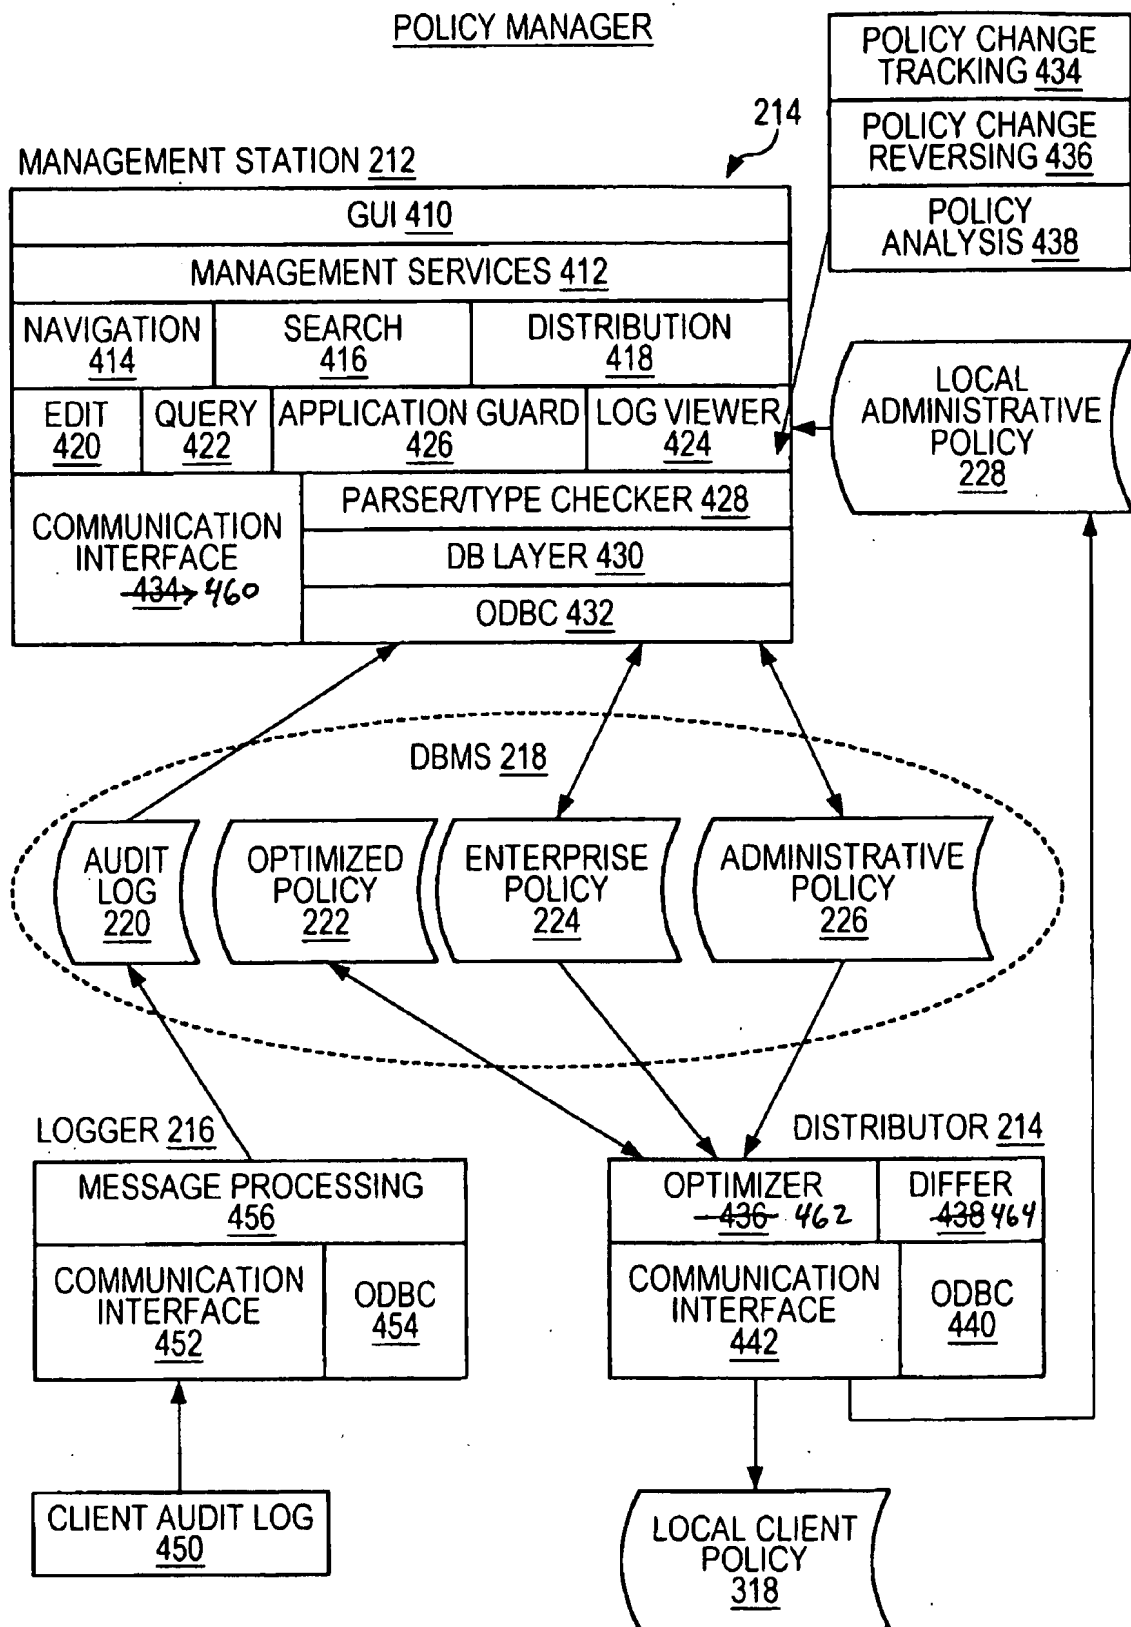 POLICY MANAGER
POLICY CHANGE
TRACKING 434
POLICY CHANGE
REVERSING 436
POLICY
ANALYSIS 438
214
MANAGEMENT STATION 212
GUI 410
MANAGEMENT SERVICES 412
NAVIGATION
414
SEARCH
416
DISTRIBUTION
418
EDIT
420
QUERY
422
APPLICATION GUARD
426
LOG VIEWER
424
LOCAL
ADMINISTRATIVE
POLICY
228
COMMUNICATION
INTERFACE
434 460
PARSER/TYPE CHECKER 428
DB LAYER 430
ODBC 432
DBMS 218
AUDIT
LOG
220
OPTIMIZED
POLICY
222
ENTERPRISE
POLICY
224
ADMINISTRATIVE
POLICY
226
LOGGER 216
MESSAGE PROCESSING
456
COMMUNICATION
INTERFACE
452
ODBC
454
DISTRIBUTOR 214
OPTIMIZER
436 462
DIFFER
438 464
COMMUNICATION
INTERFACE
442
ODBC
440
CLIENT AUDIT LOG
450
LOCAL CLIENT
POLICY
318